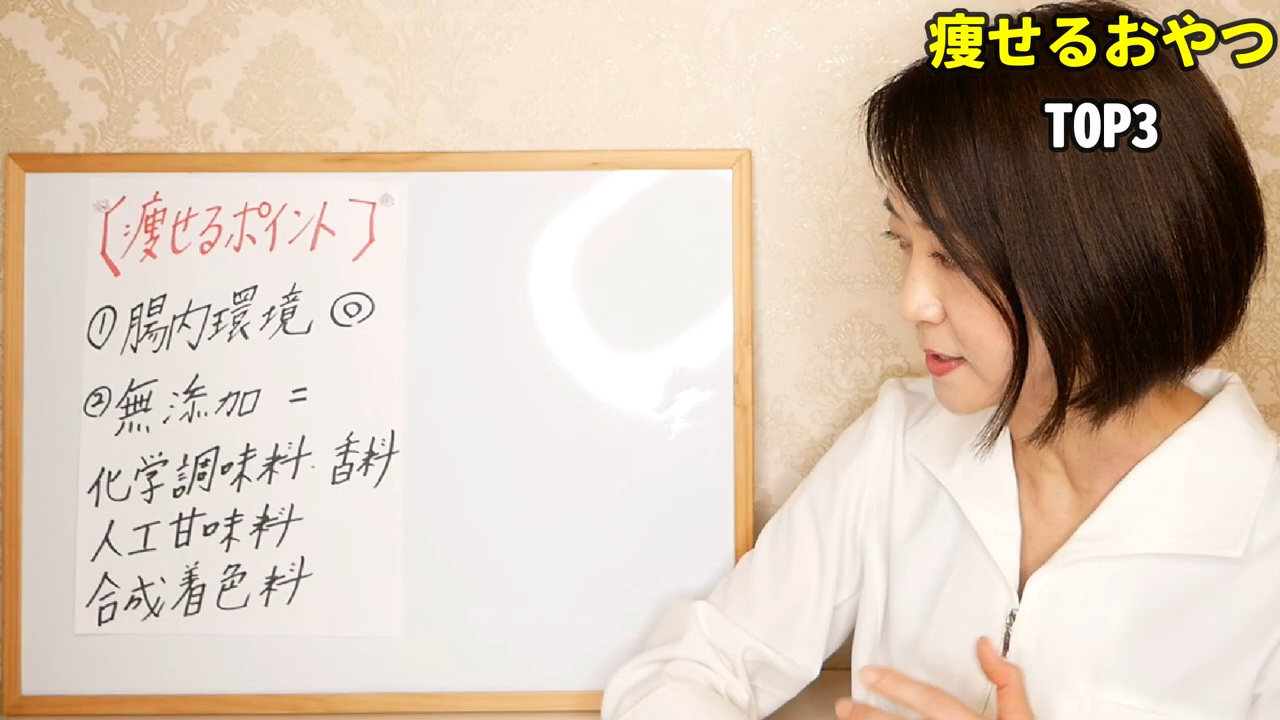 痩せるおやつ
TOP3
〔痩せるポイント〕
①腸内環境 ◎
②無添加 =
化学調味料.香料
人工甘味料
合成着色料